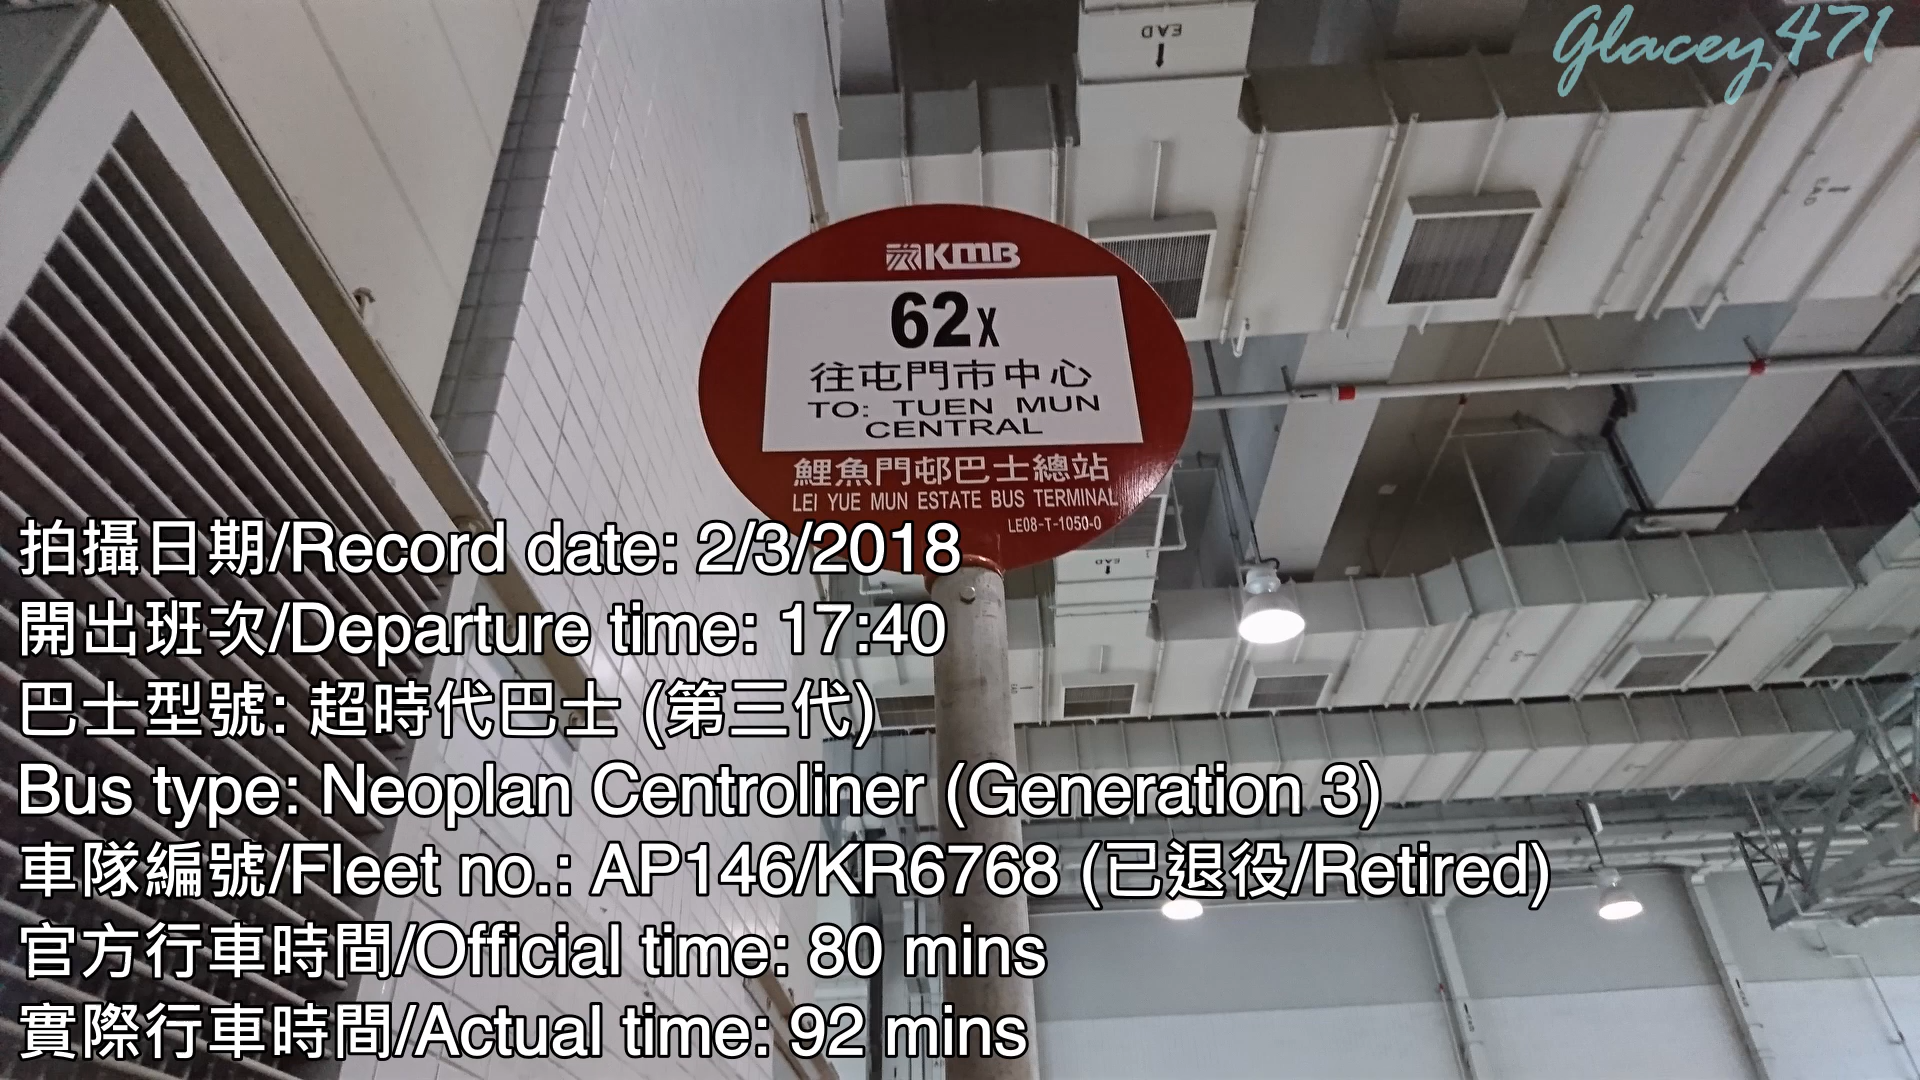 Glacey471
EAD
KMB
62X
往屯門市中心
TO: TUEN MUN
CENTRAL
鯉魚門邨巴士總站
LEI YUE MUN ESTATE BUS TERMINAL
LE08-T-1050-0
EAD
EAD
拍攝日期/Record date: 2/3/2018
開出班次/Departure time: 17:40
巴士型號: 超時代巴士 (第三代)
Bus type: Neoplan Centroliner (Generation 3)
車隊編號/Fleet no.: AP146/KR6768 (已退役/Retired)
官方行車時間/Official time: 80 mins
實際行車時間/Actual time: 92 mins